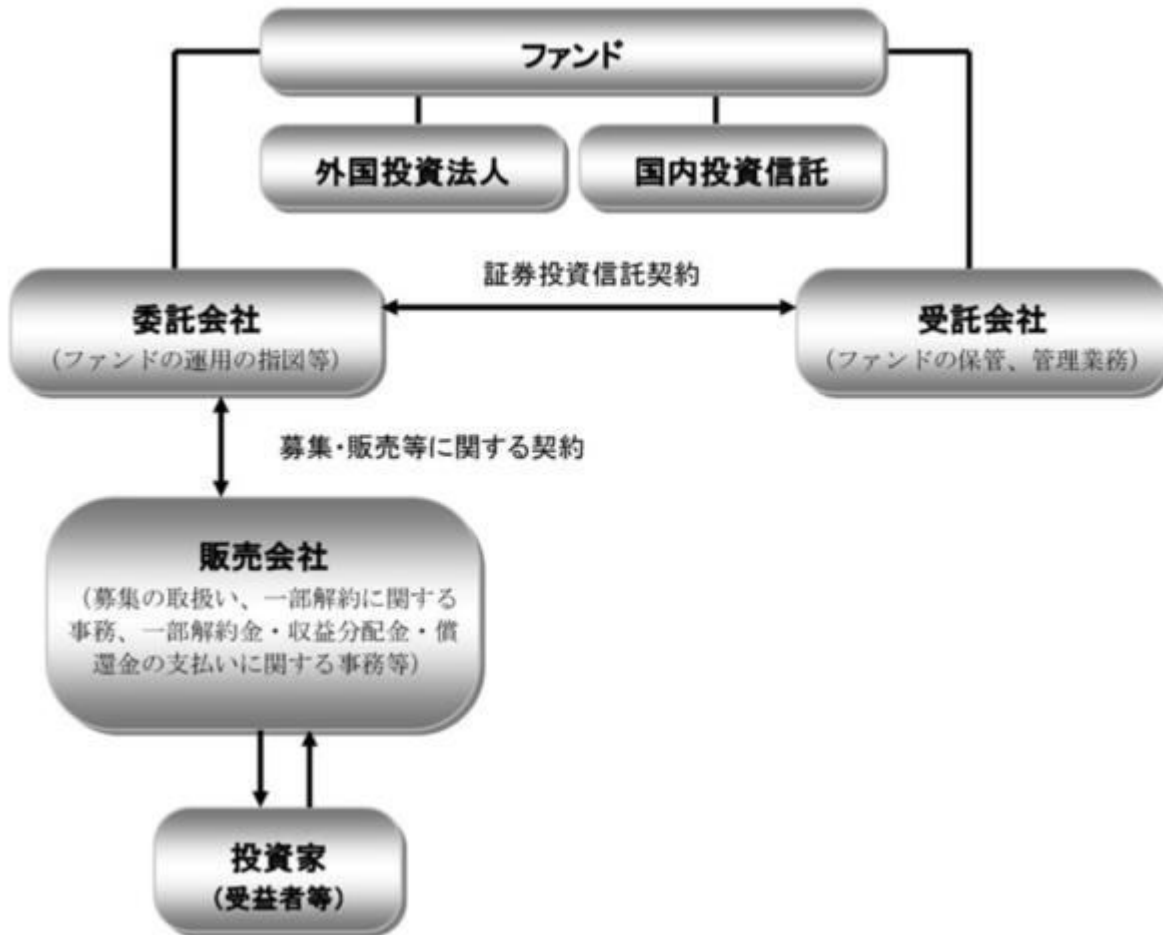 ファンド
外国投資法人
国内投資信託
証券投資信託契約
委託会社
（ファンドの運用の指図等）
受託会社
（ファンドの保管、管理業務）
募集・販売等に関する契約
販売会社
（募集の取扱い、一部解約に関する
事務、一部解約金・収益分配金・償
還金の支払いに関する事務等）
投資家
（受益者等）